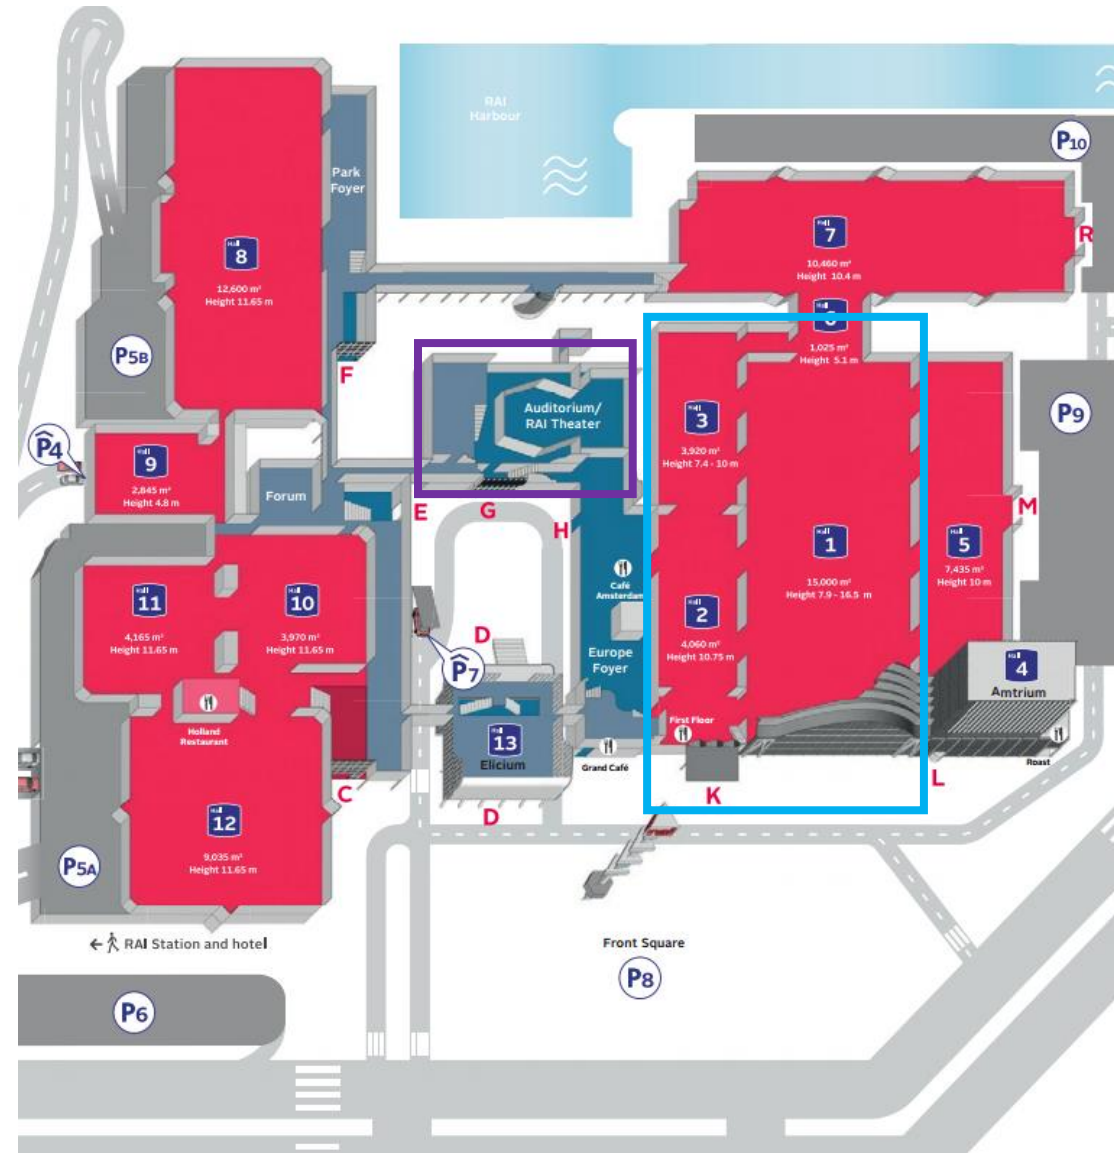 RAI
Harbour
P10
Park
Foyer
Hall
7
10,460 m²
Height 10.4 m
R
Hall
8
12,600 m²
Height 11.65 m
6
1,025 m²
Height 5.1 m
P5B
F
Auditorium/
RAI Theater
Hall
3
3,920 m²
Height 7.4 - 10 m
P9
P4
Hall
9
2,845 m²
Height 4.8 m
Forum
E
G
H
M
Hall
1
15,000 m²
Height 7.9 - 16.5 m
Hall
5
7,435 m²
Height 10 m
Hall
11
4,165 m²
Height 11.65 m
Hall
10
3,970 m²
Height 11.65 m
Café
Amsterdam
Hall
2
4,060 m²
Height 10.75 m
D
P7
Europe
Foyer
Hall
4
Amtrium
Holland
Restaurant
First Floor
Hall
13
Elicium
Grand Café
Roast
C
D
K
L
Hall
12
9,035 m²
Height 11.65 m
P5A
← RAI Station and hotel
Front Square
P8
P6